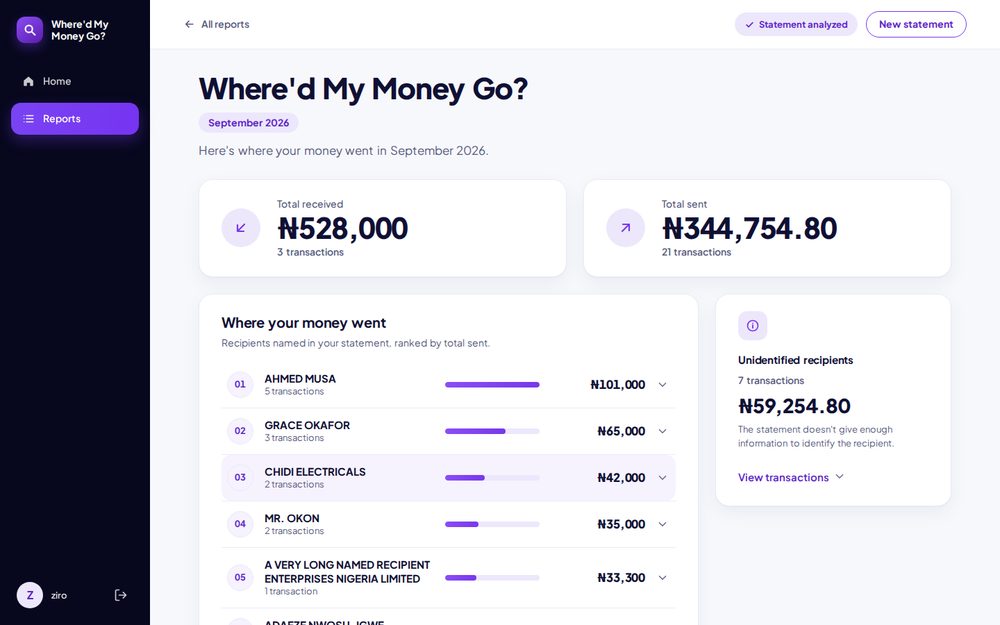 Where'd My
Money Go?
Home
Reports
Z
ziro
All reports
Statement analyzed
New statement
Where'd My Money Go?
September 2026
Here's where your money went in September 2026.
Total received
₦528,000
3 transactions
Total sent
₦344,754.80
21 transactions
Where your money went
Recipients named in your statement, ranked by total sent.
01
AHMED MUSA
5 transactions
₦101,000
02
GRACE OKAFOR
3 transactions
₦65,000
03
CHIDI ELECTRICALS
2 transactions
₦42,000
04
MR. OKON
2 transactions
₦35,000
05
A VERY LONG NAMED RECIPIENT
ENTERPRISES NIGERIA LIMITED
1 transaction
₦33,300
Unidentified recipients
7 transactions
₦59,254.80
The statement doesn't give enough
information to identify the recipient.
View transactions